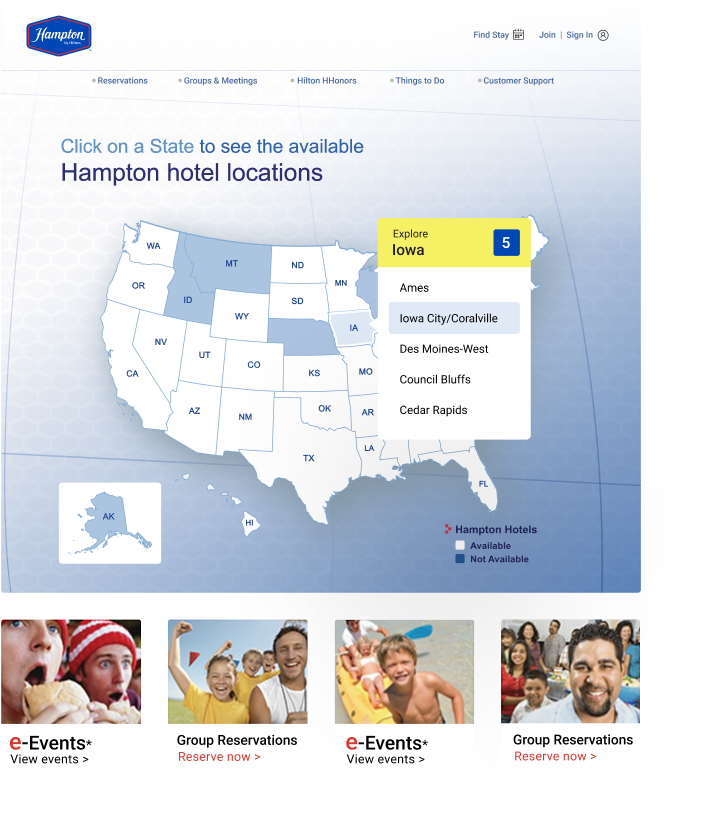 Hampton
by Hilton
Find Stay
Join | Sign In
Reservations
Groups & Meetings
Hilton HHonors
Things to Do
Customer Support
Click on a State to see the available
Hampton hotel locations
Explore
Iowa
5
Ames
Iowa City/Coralville
Des Moines-West
Council Bluffs
Cedar Rapids
WA
MT
ND
MN
OR
ID
SD
WY
IA
NV
UT
CO
KS
MO
CA
AZ
NM
OK
AR
TX
LA
FL
AK
HI
Hampton Hotels
Available
Not Available
e-Events*
View events >
Group Reservations
Reserve now >
e-Events*
View events >
Group Reservations
Reserve now >